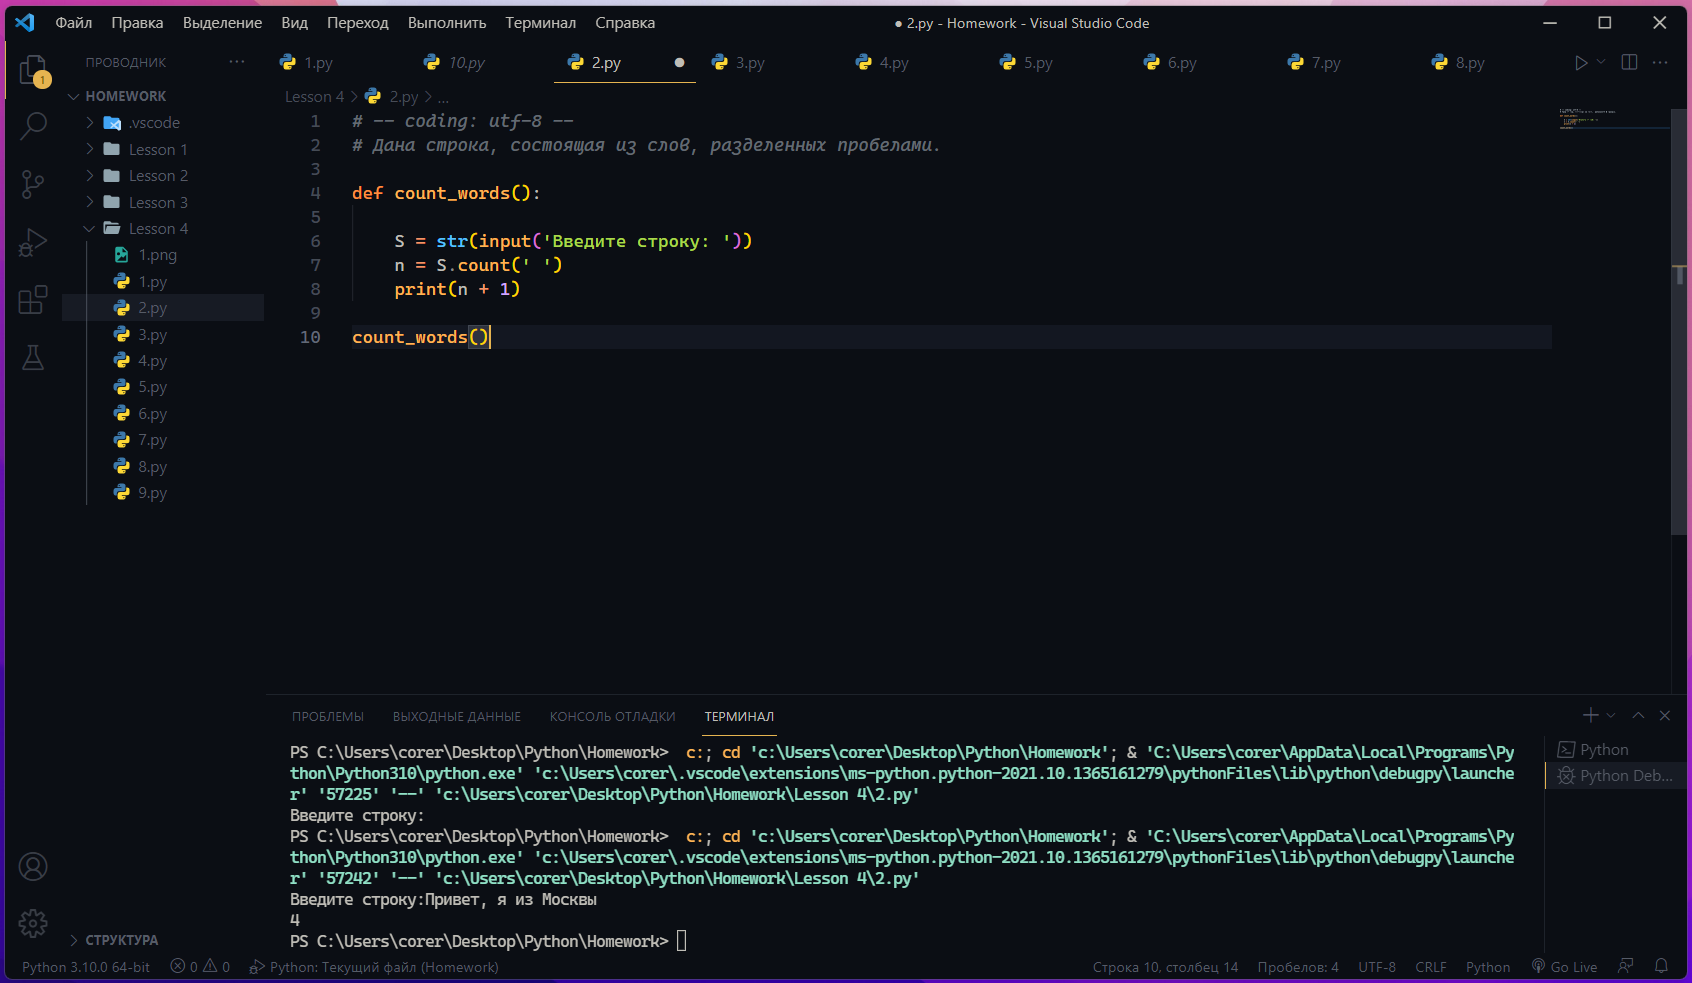 Файл Правка Выделение Вид Переход Выполнить Терминал Справка
● 2.py - Homework - Visual Studio Code
ПРОВОДНИК ...
1.py 10.py 2.py ● 3.py 4.py 5.py 6.py 7.py 8.py
1
HOMEWORK
.vscode
Lesson 1
Lesson 2
Lesson 3
Lesson 4
1.png
1.py
2.py
3.py
4.py
5.py
6.py
7.py
8.py
9.py
СТРУКТУРА
Lesson 4 > 2.py > ...
1 # -- coding: utf-8 --
2 # Дана строка, состоящая из слов, разделенных пробелами.
3
4 def count_words():
5
6     S = str(input('Введите строку: '))
7     n = S.count(' ')
8     print(n + 1)
9
10 count_words()
ПРОБЛЕМЫ ВЫХОДНЫЕ ДАННЫЕ КОНСОЛЬ ОТЛАДКИ ТЕРМИНАЛ
PS C:\Users\corer\Desktop\Python\Homework>  c:; cd 'c:\Users\corer\Desktop\Python\Homework'; & 'C:\Users\corer\AppData\Local\Programs\Py
thon\Python310\python.exe' 'c:\Users\corer\.vscode\extensions\ms-python.python-2021.10.1365161279\pythonFiles\lib\python\debugpy\launche
r' '57225' '--' 'c:\Users\corer\Desktop\Python\Homework\Lesson 4\2.py'
Введите строку:
PS C:\Users\corer\Desktop\Python\Homework>  c:; cd 'c:\Users\corer\Desktop\Python\Homework'; & 'C:\Users\corer\AppData\Local\Programs\Py
thon\Python310\python.exe' 'c:\Users\corer\.vscode\extensions\ms-python.python-2021.10.1365161279\pythonFiles\lib\python\debugpy\launche
r' '57242' '--' 'c:\Users\corer\Desktop\Python\Homework\Lesson 4\2.py'
Введите строку:Привет, я из Москвы
4
PS C:\Users\corer\Desktop\Python\Homework>
Python
Python Deb...
Python 3.10.0 64-bit 0 0 Python: Текущий файл (Homework)
Строка 10, столбец 14 Пробелов: 4 UTF-8 CRLF Python Go Live